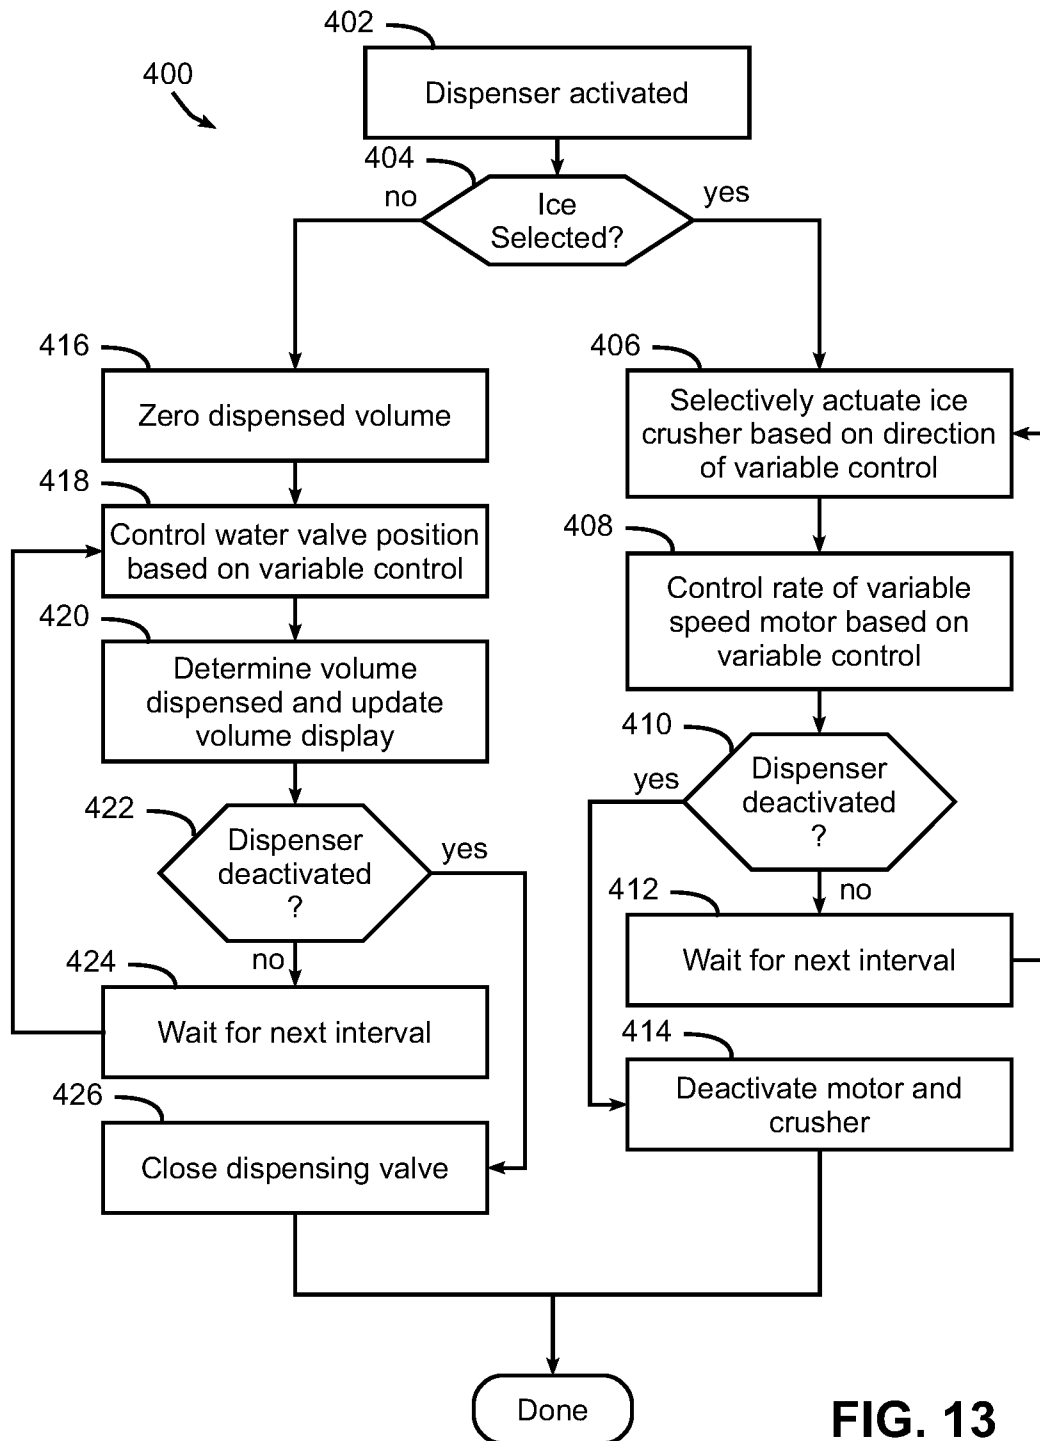 402
400
Dispenser activated
404
no
yes
Ice
Selected?
416
Zero dispensed volume
418
Control water valve position
based on variable control
420
Determine volume
dispensed and update
volume display
422
Dispenser
deactivated
?
yes
no
424
Wait for next interval
426
Close dispensing valve
406
Selectively actuate ice
crusher based on direction
of variable control
408
Control rate of variable
speed motor based on
variable control
410
yes
Dispenser
deactivated
?
412
no
Wait for next interval
414
Deactivate motor and
crusher
Done
FIG. 13